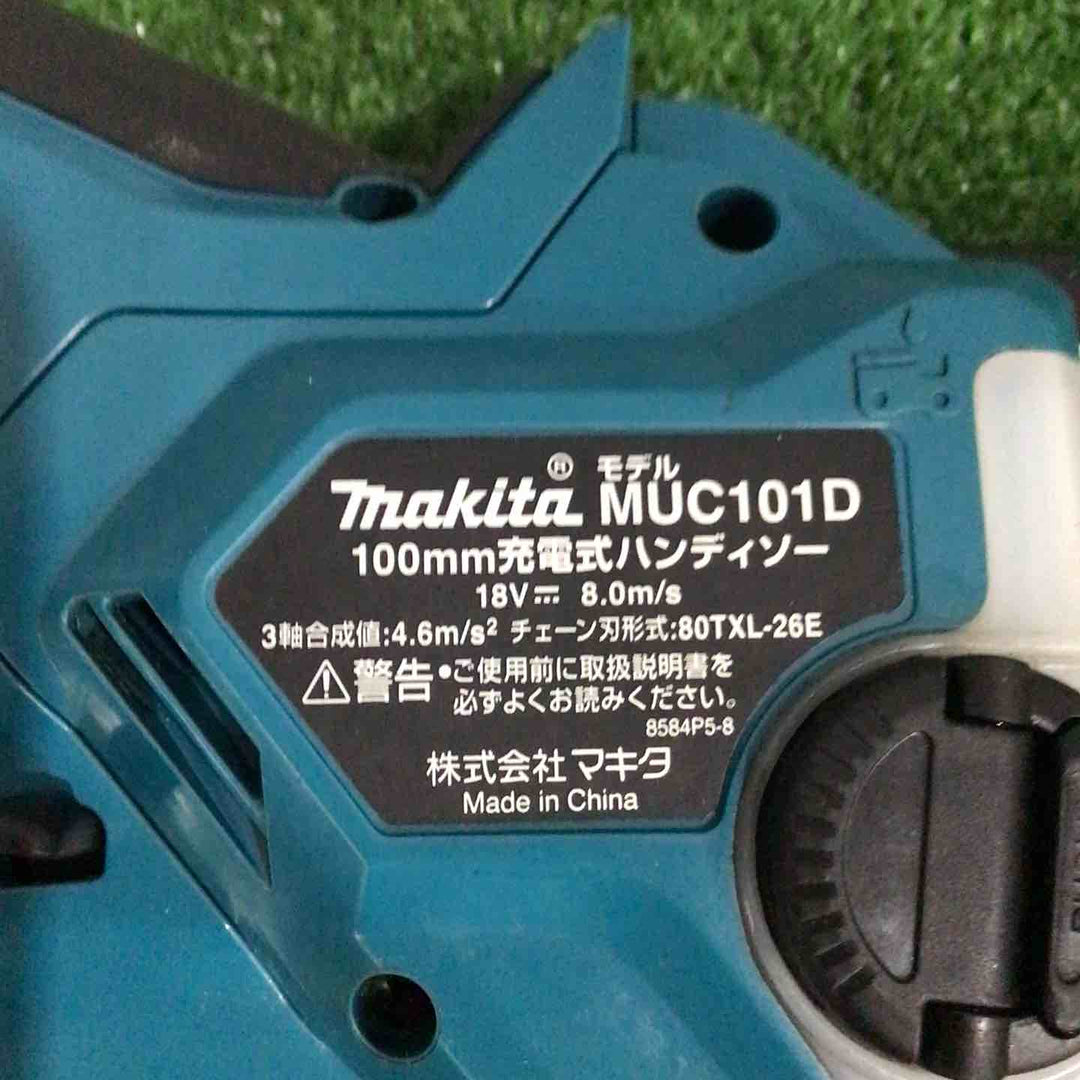 makita® モデル MUC101D
100mm充電式ハンディソー
18V⎓ 8.0m/s
3軸合成値:4.6m/s² チェーン刃形式:80TXL-26E
⚠警告 •ご使用前に取扱説明書を
必ずよくお読みください。
8584P5-8
株式会社マキタ
Made in China